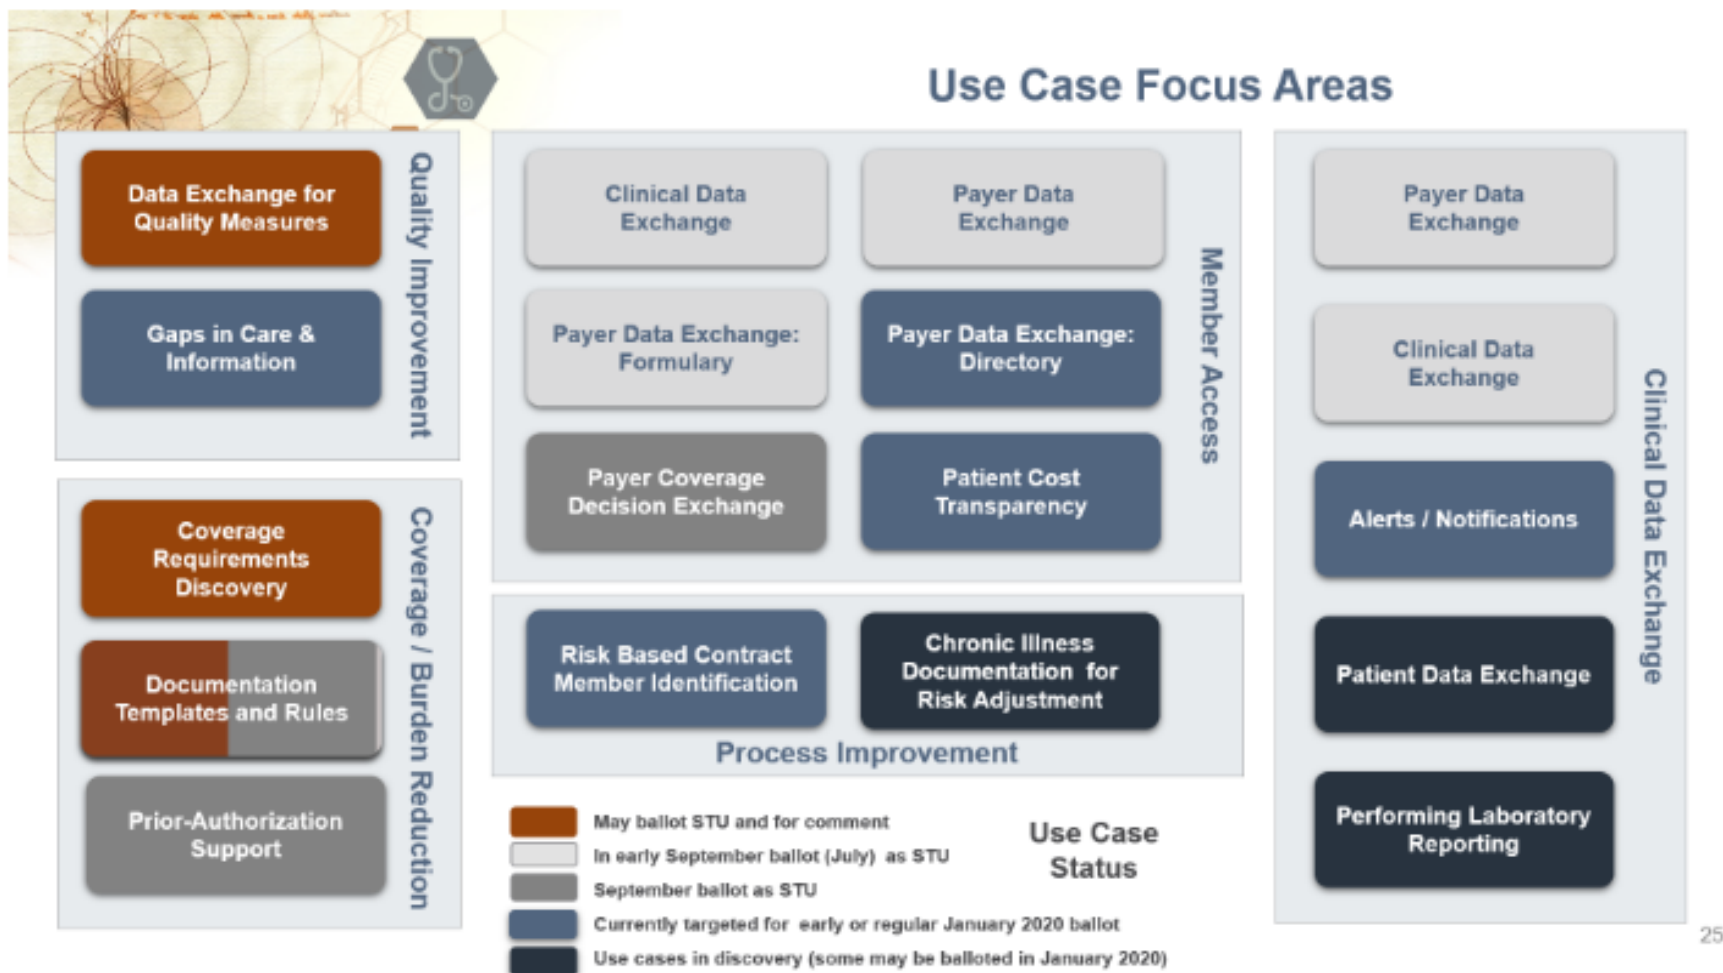 Use Case Focus Areas
Data Exchange for
Quality Measures
Gaps in Care &
Information
Quality Improvement
Coverage
Requirements
Discovery
Documentation
Templates and Rules
Prior-Authorization
Support
Coverage / Burden Reduction
Clinical Data
Exchange
Payer Data
Exchange
Payer Data Exchange:
Formulary
Payer Data Exchange:
Directory
Payer Coverage
Decision Exchange
Patient Cost
Transparency
Member Access
Risk Based Contract
Member Identification
Chronic Illness
Documentation for
Risk Adjustment
Process Improvement
Payer Data
Exchange
Clinical Data
Exchange
Alerts / Notifications
Patient Data Exchange
Performing Laboratory
Reporting
Clinical Data Exchange
May ballot STU and for comment
In early September ballot (July) as STU
September ballot as STU
Currently targeted for early or regular January 2020 ballot
Use cases in discovery (some may be balloted in January 2020)
Use Case
Status
25